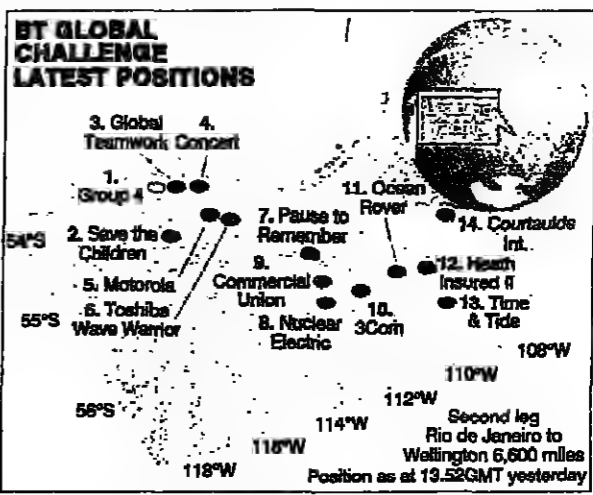 BT GLOBAL
CHALLENGE
LATEST POSITIONS
3. Global
Teamwork
4.
Concert
1.
Group 4
2. Save the
Children
5. Motorola
6. Toshiba
Wave Warrior
7. Pause to
Remember
9.
Commercial
Union
8. Nuclear
Electric
10.
3Com
11. Ocean
Rover
14. Courtaulds
Int.
12. Heath
Insured II
13. Time
& Tide
54°S
55°S
56°S
118°W
116°W
114°W
112°W
110°W
108°W
Second leg
Rio de Janeiro to
Wellington 6,600 miles
Position as at 13.52GMT yesterday